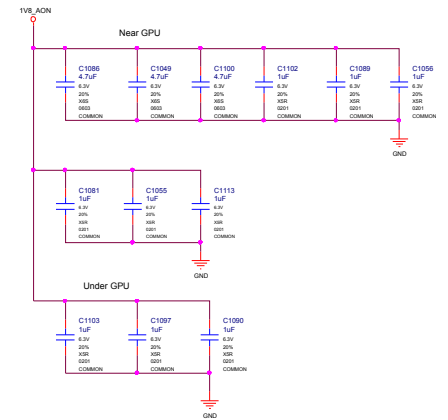 1V8_AON
Near GPU
C1086
4.7uF
6.3V
20%
X6S
0603
COMMON
C1049
4.7uF
6.3V
20%
X6S
0603
COMMON
C1100
4.7uF
6.3V
20%
X6S
0603
COMMON
C1102
1uF
6.3V
20%
X5R
0201
COMMON
C1089
1uF
6.3V
20%
X5R
0201
COMMON
C1056
1uF
6.3V
20%
X5R
0201
COMMON
GND
C1081
1uF
6.3V
20%
X5R
0201
COMMON
C1055
1uF
6.3V
20%
X5R
0201
COMMON
C1113
1uF
6.3V
20%
X5R
0201
COMMON
GND
Under GPU
C1103
1uF
6.3V
20%
X5R
0201
COMMON
C1097
1uF
6.3V
20%
X5R
0201
COMMON
C1090
1uF
6.3V
20%
X5R
0201
COMMON
GND